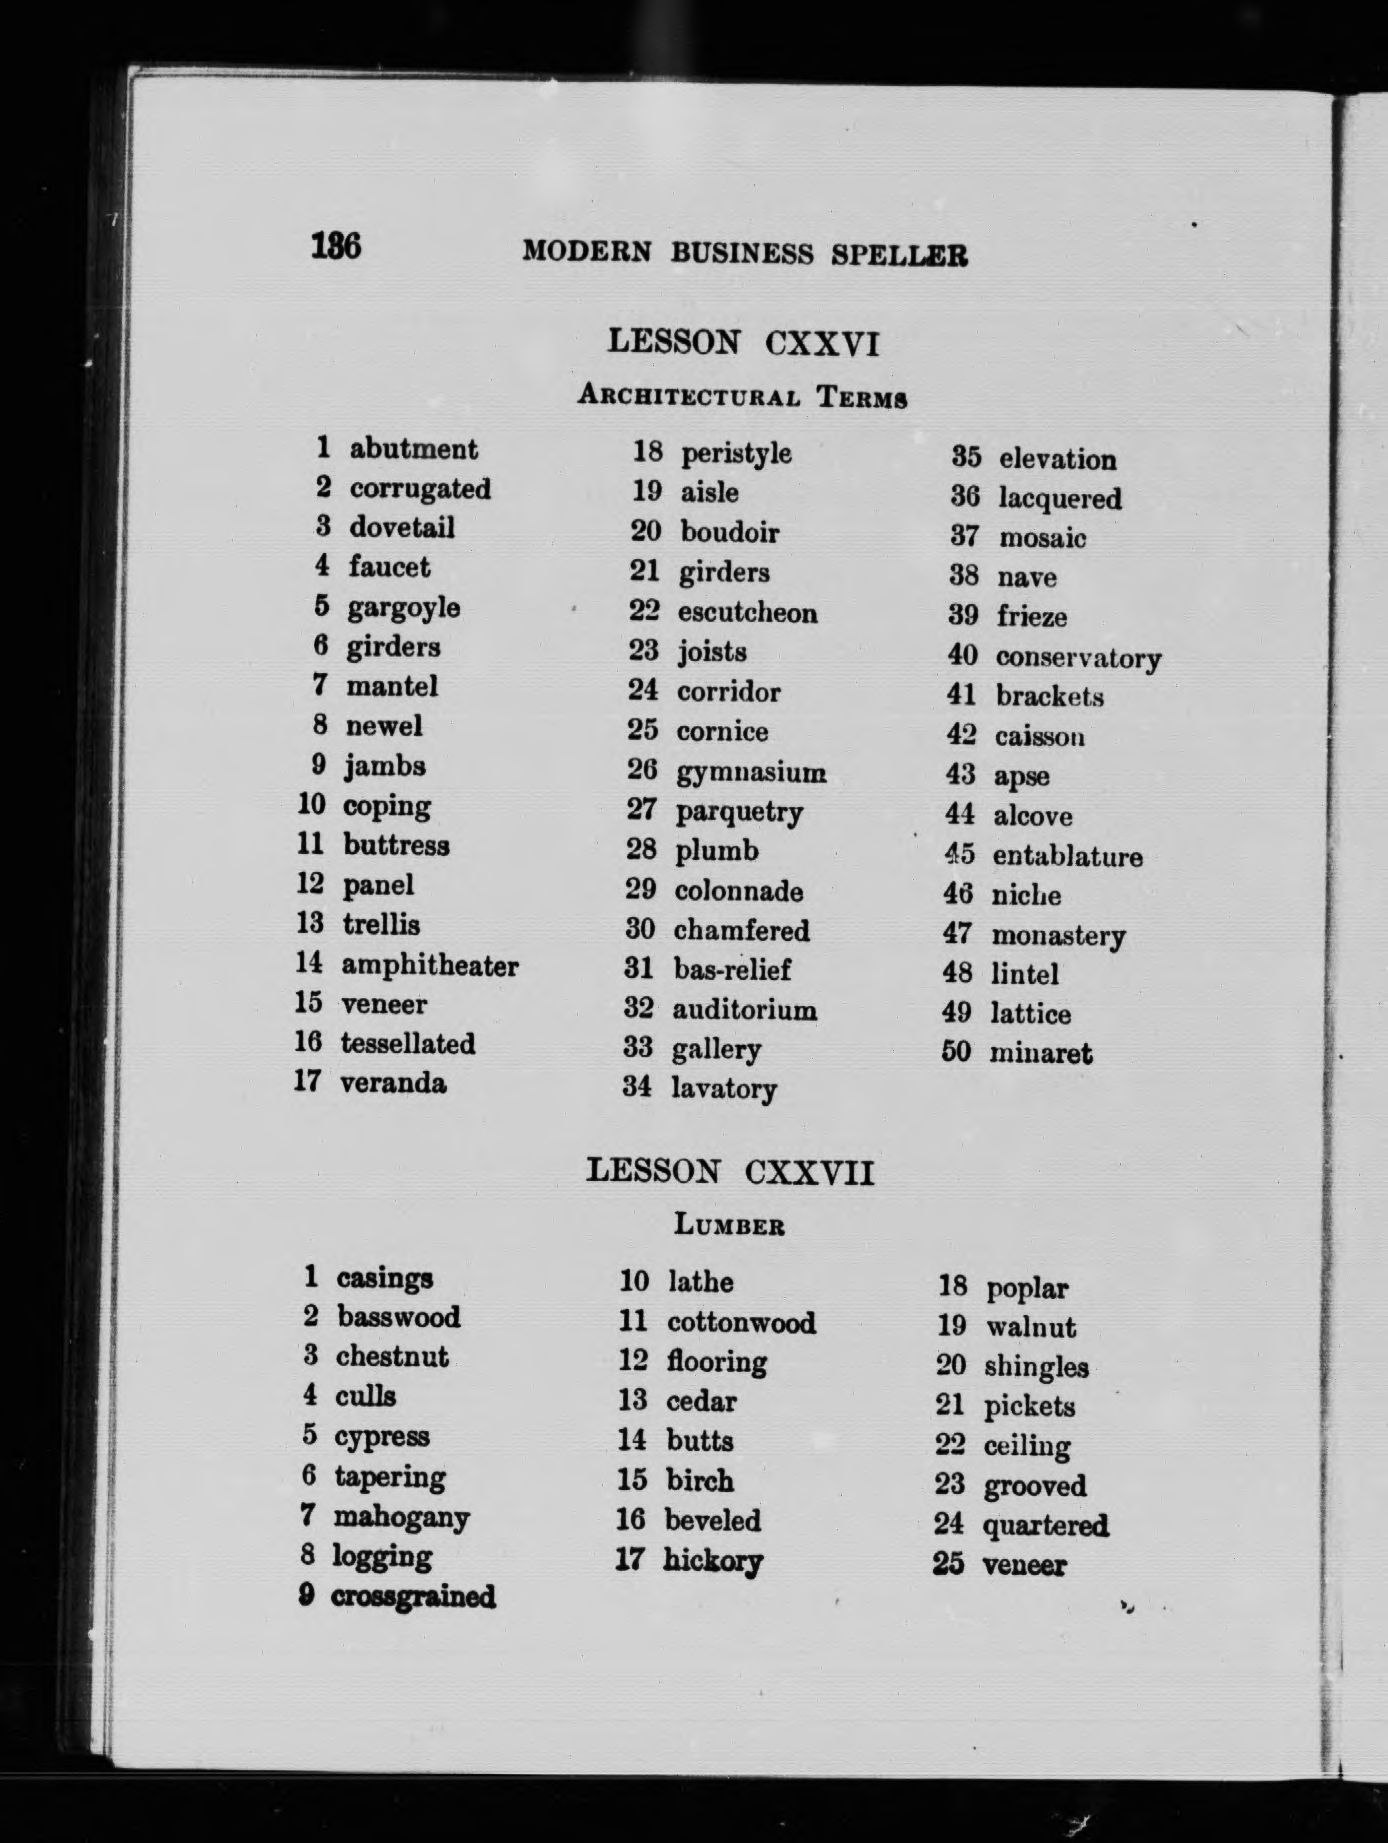 136 MODERN BUSINESS SPELLER
LESSON CXXVI
ARCHITECTURAL TERMS
1 abutment
2 corrugated
3 dovetail
4 faucet
5 gargoyle
6 girders
7 mantel
8 newel
9 jambs
10 coping
11 buttress
12 panel
13 trellis
14 amphitheater
15 veneer
16 tessellated
17 veranda
18 peristyle
19 aisle
20 boudoir
21 girders
22 escutcheon
23 joists
24 corridor
25 cornice
26 gymnasium
27 parquetry
28 plumb
29 colonnade
30 chamfered
31 bas-relief
32 auditorium
33 gallery
34 lavatory
35 elevation
36 lacquered
37 mosaic
38 nave
39 frieze
40 conservatory
41 brackets
42 caisson
43 apse
44 alcove
45 entablature
46 niche
47 monastery
48 lintel
49 lattice
50 minaret
LESSON CXXVII
LUMBER
1 casings
2 basswood
3 chestnut
4 culls
5 cypress
6 tapering
7 mahogany
8 logging
9 crossgrained
10 lathe
11 cottonwood
12 flooring
13 cedar
14 butts
15 birch
16 beveled
17 hickory
18 poplar
19 walnut
20 shingles
21 pickets
22 ceiling
23 grooved
24 quartered
25 veneer